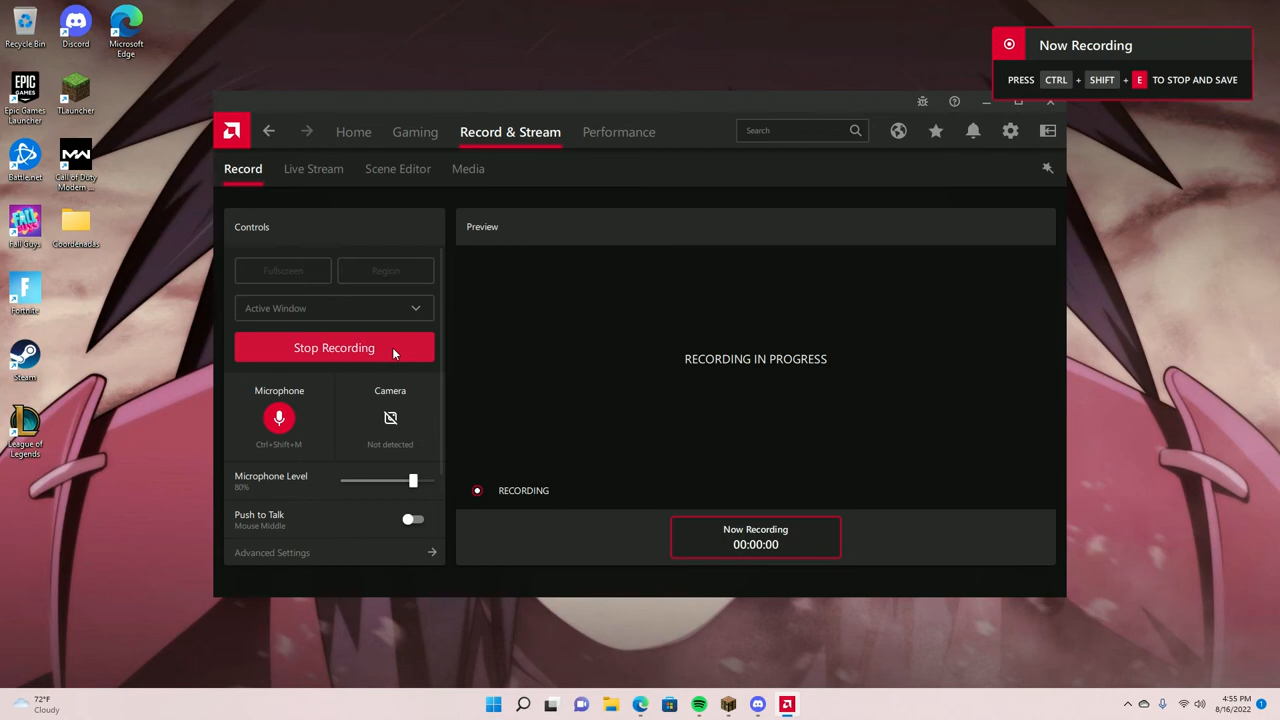 Recycle Bin
Discord
Microsoft
Edge
Epic Games
Launcher
TLauncher
Battle.net
Call of Duty
Modern ...
Fall Guys
Coordenadas
Fortnite
Steam
League of
Legends
Now Recording
PRESS CTRL + SHIFT + E TO STOP AND SAVE
Home
Gaming
Record & Stream
Performance
Search
Record
Live Stream
Scene Editor
Media
Controls
Fullscreen
Region
Active Window
Stop Recording
Microphone
Camera
Ctrl+Shift+M
Not detected
Microphone Level
80%
Push to Talk
Mouse Middle
Advanced Settings
Preview
RECORDING IN PROGRESS
RECORDING
Now Recording
00:00:00
72°F
Cloudy
4:55 PM
8/16/2022
1